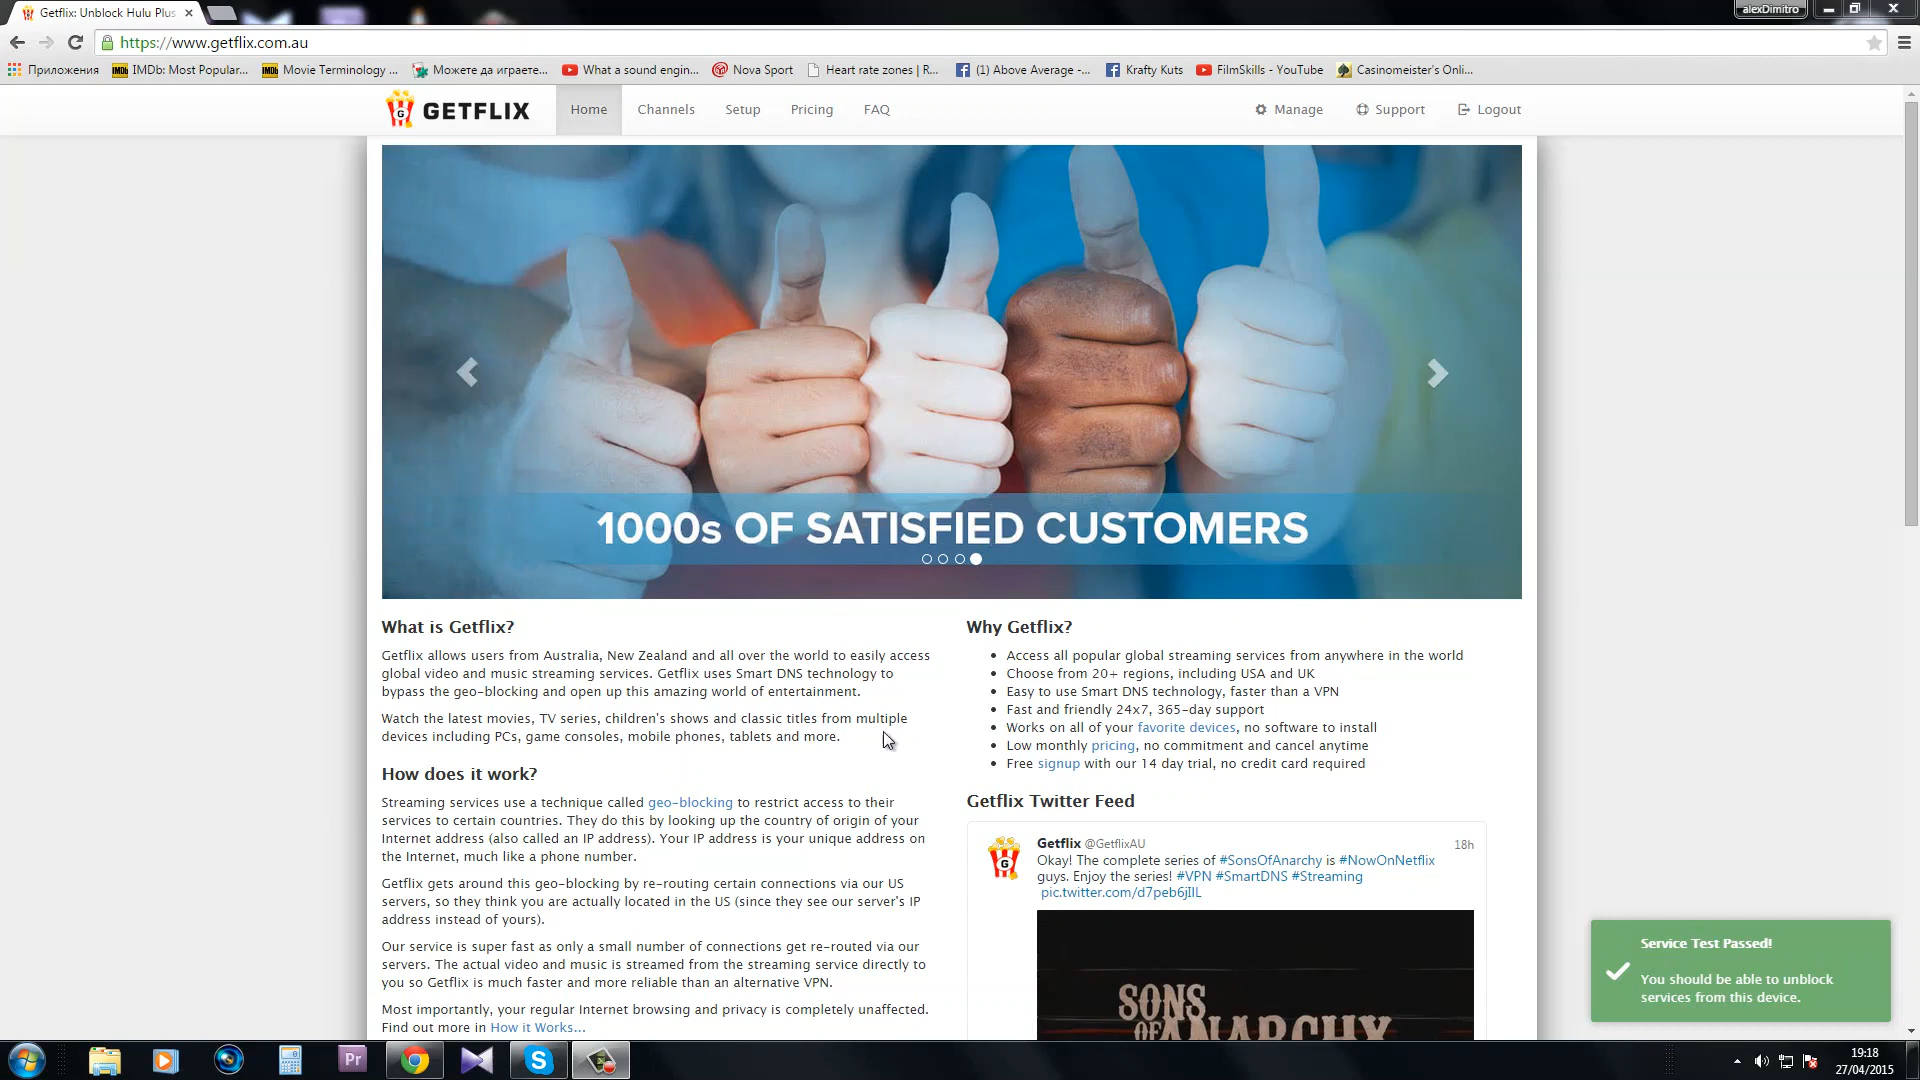 Getflix: Unblock Hulu Plus
alexDimitro
https://www.getflix.com.au
Приложения
IMDb: Most Popular...
Movie Terminology ...
Можете да играете...
What a sound engin...
Nova Sport
Heart rate zones | R...
(1) Above Average -...
Krafty Kuts
FilmSkills - YouTube
Casinomeister's Onli...
GETFLIX
Home
Channels
Setup
Pricing
FAQ
Manage
Support
Logout
1000s OF SATISFIED CUSTOMERS
What is Getflix?
Getflix allows users from Australia, New Zealand and all over the world to easily access
global video and music streaming services. Getflix uses Smart DNS technology to
bypass the geo-blocking and open up this amazing world of entertainment.
Watch the latest movies, TV series, children's shows and classic titles from multiple
devices including PCs, game consoles, mobile phones, tablets and more.
How does it work?
Streaming services use a technique called geo-blocking to restrict access to their
services to certain countries. They do this by looking up the country of origin of your
Internet address (also called an IP address). Your IP address is your unique address on
the Internet, much like a phone number.
Getflix gets around this geo-blocking by re-routing certain connections via our US
servers, so they think you are actually located in the US (since they see our server's IP
address instead of yours).
Our service is super fast as only a small number of connections get re-routed via our
servers. The actual video and music is streamed from the streaming service directly to
you so Getflix is much faster and more reliable than an alternative VPN.
Most importantly, your regular Internet browsing and privacy is completely unaffected.
Find out more in How it Works...
Why Getflix?
Access all popular global streaming services from anywhere in the world
Choose from 20+ regions, including USA and UK
Easy to use Smart DNS technology, faster than a VPN
Fast and friendly 24x7, 365-day support
Works on all of your favorite devices, no software to install
Low monthly pricing, no commitment and cancel anytime
Free signup with our 14 day trial, no credit card required
Getflix Twitter Feed
Getflix @GetflixAU
18h
Okay! The complete series of #SonsOfAnarchy is #NowOnNetflix
guys. Enjoy the series! #VPN #SmartDNS #Streaming
pic.twitter.com/d7peb6jIlL
SONS
OF ANARCHY
Service Test Passed!
You should be able to unblock
services from this device.
Pr
19:18
27/04/2015